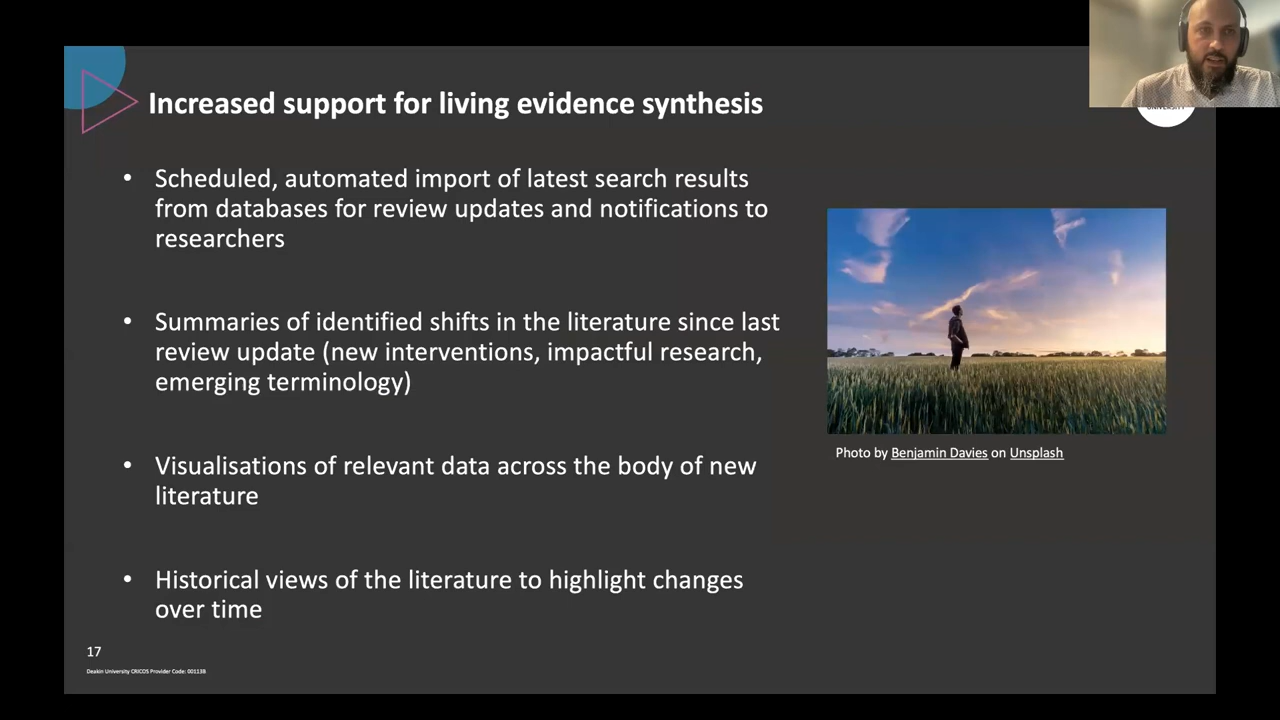 Increased support for living evidence synthesis
• Scheduled, automated import of latest search results
from databases for review updates and notifications to
researchers
• Summaries of identified shifts in the literature since last
review update (new interventions, impactful research,
emerging terminology)
• Visualisations of relevant data across the body of new
literature
• Historical views of the literature to highlight changes
over time
Photo by Benjamin Davies on Unsplash
17
Deakin University CRICOS Provider Code: 00113B